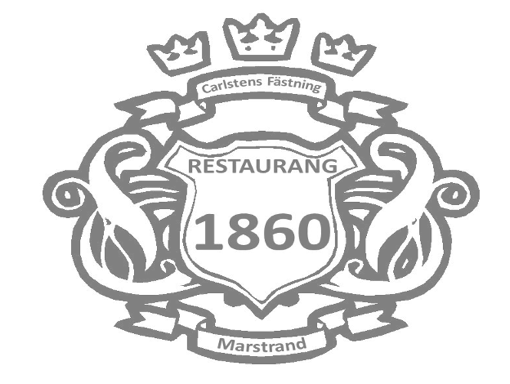 Carlstens Fästning
RESTAURANG
1860
Marstrand